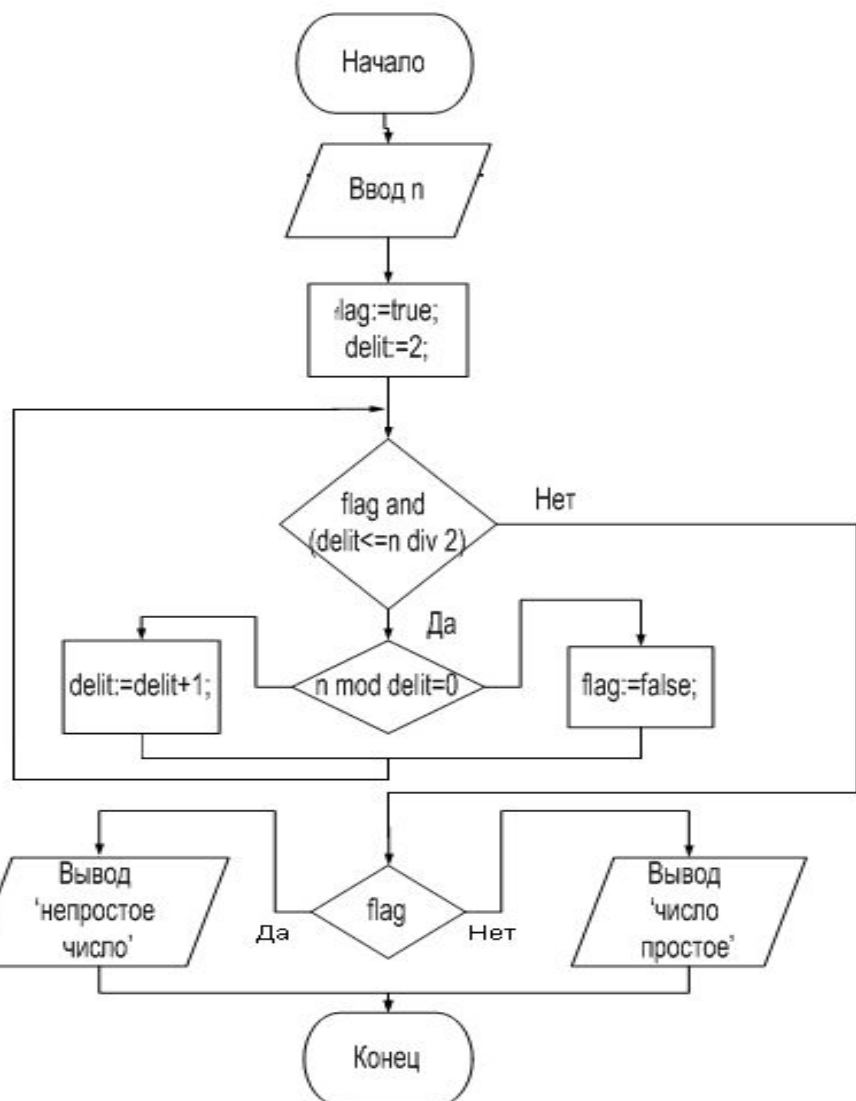 Начало
Ввод n
flag:=true;
delit:=2;
flag and
(delit<=n div 2)
Нет
Да
delit:=delit+1;
n mod delit=0
flag:=false;
Вывод
‘непростое
число’
Да
flag
Нет
Вывод
‘число
простое’
Конец